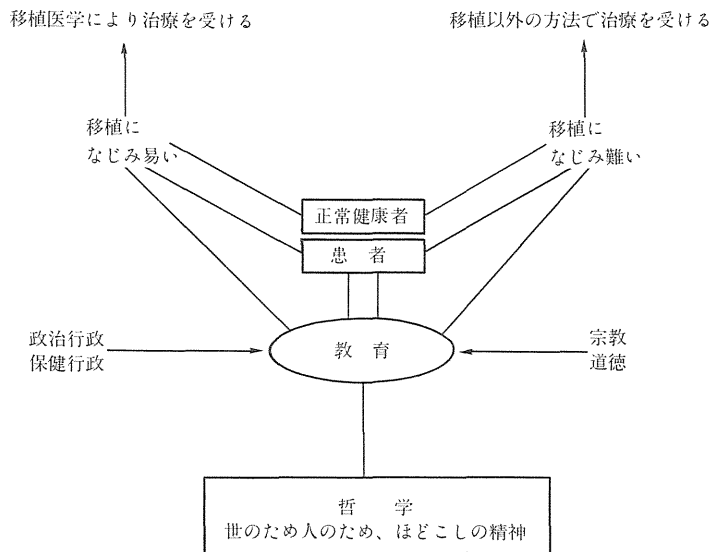 移植医学により治療を受ける
移植以外の方法で治療を受ける
移植に
なじみ易い
移植に
なじみ難い
正常健康者
患 者
政治行政
保健行政
教 育
宗教
道徳
哲 学
世のため人のため、ほどこしの精神